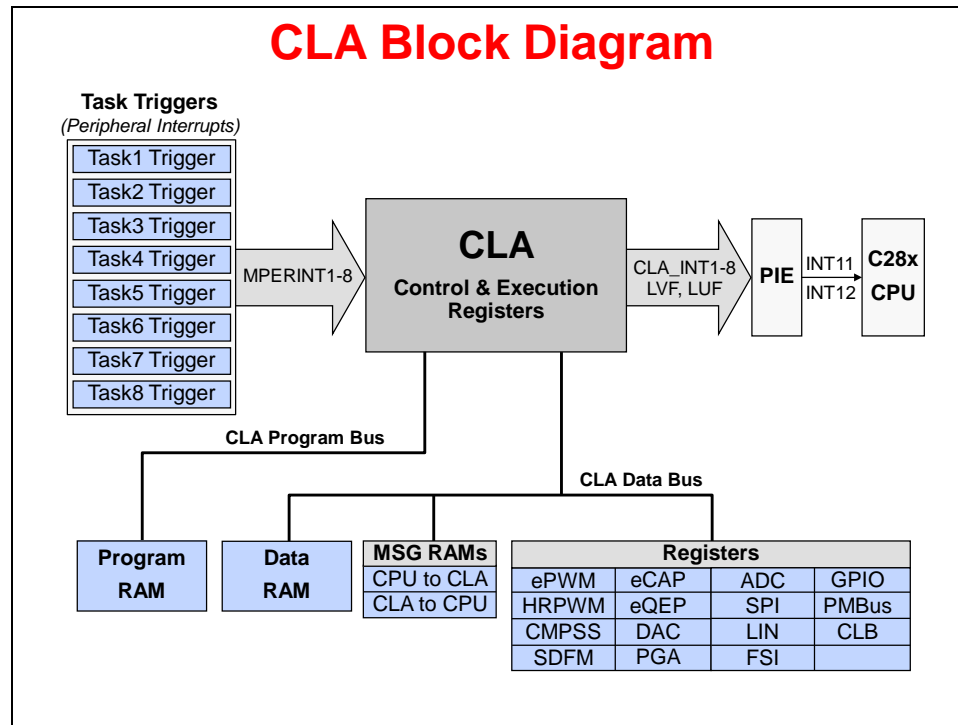 CLA Block Diagram
Task Triggers
(Peripheral Interrupts)
Task1 Trigger
Task2 Trigger
Task3 Trigger
Task4 Trigger
Task5 Trigger
Task6 Trigger
Task7 Trigger
Task8 Trigger
MPERINT1-8
CLA
Control & Execution
Registers
CLA_INT1-8
LVF, LUF
PIE
INT11
INT12
C28x
CPU
CLA Program Bus
CLA Data Bus
Program
RAM
Data
RAM
MSG RAMs
CPU to CLA
CLA to CPU
Registers
ePWM eCAP ADC GPIO
HRPWM eQEP SPI PMBus
CMPSS DAC LIN CLB
SDFM PGA FSI